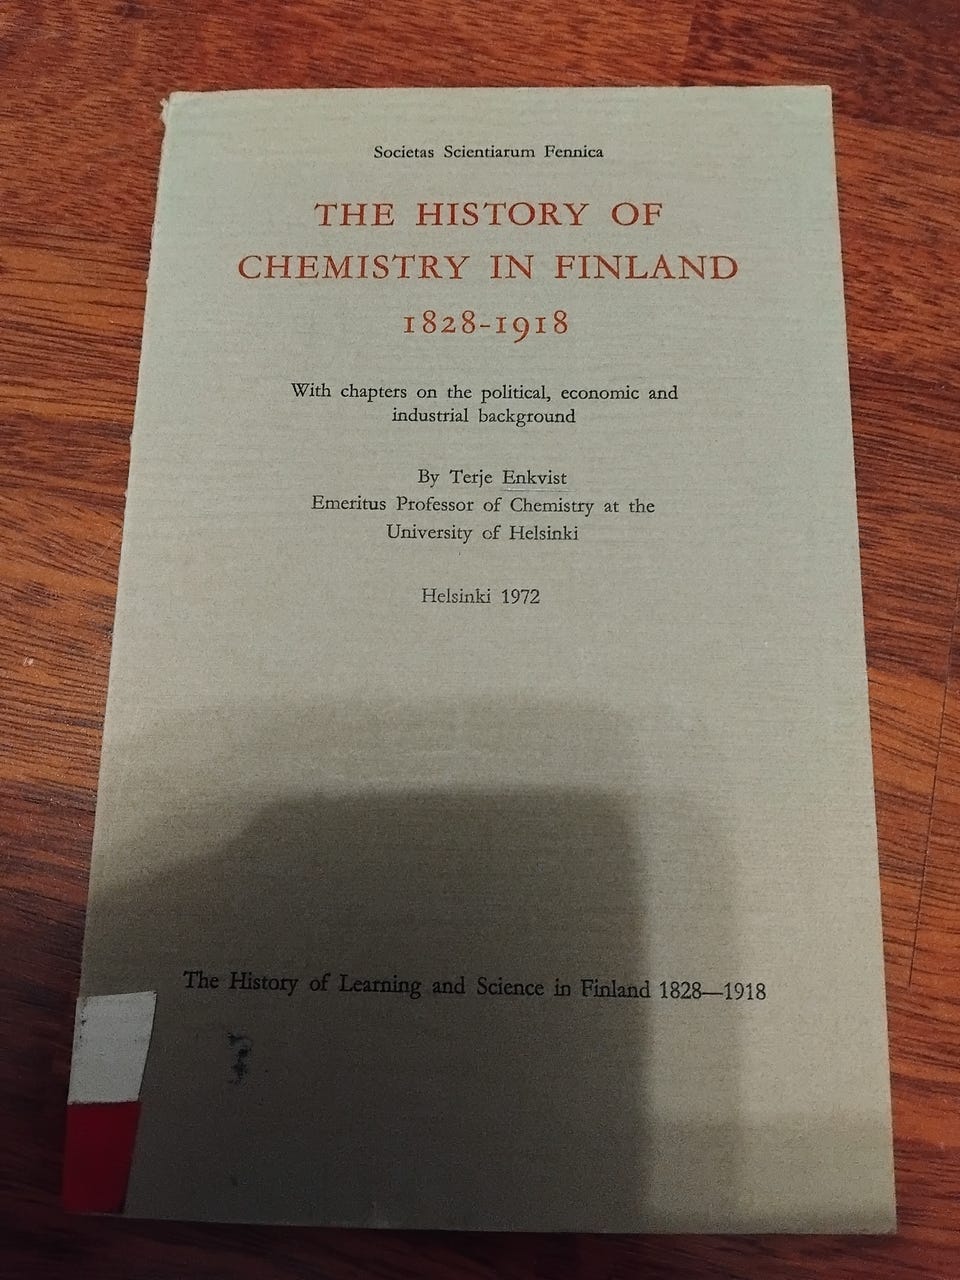 Societas Scientiarum Fennica
THE HISTORY OF
CHEMISTRY IN FINLAND
1828-1918
With chapters on the political, economic and
industrial background
By Terje Enkvist
Emeritus Professor of Chemistry at the
University of Helsinki
Helsinki 1972
The History of Learning and Science in Finland 1828—1918